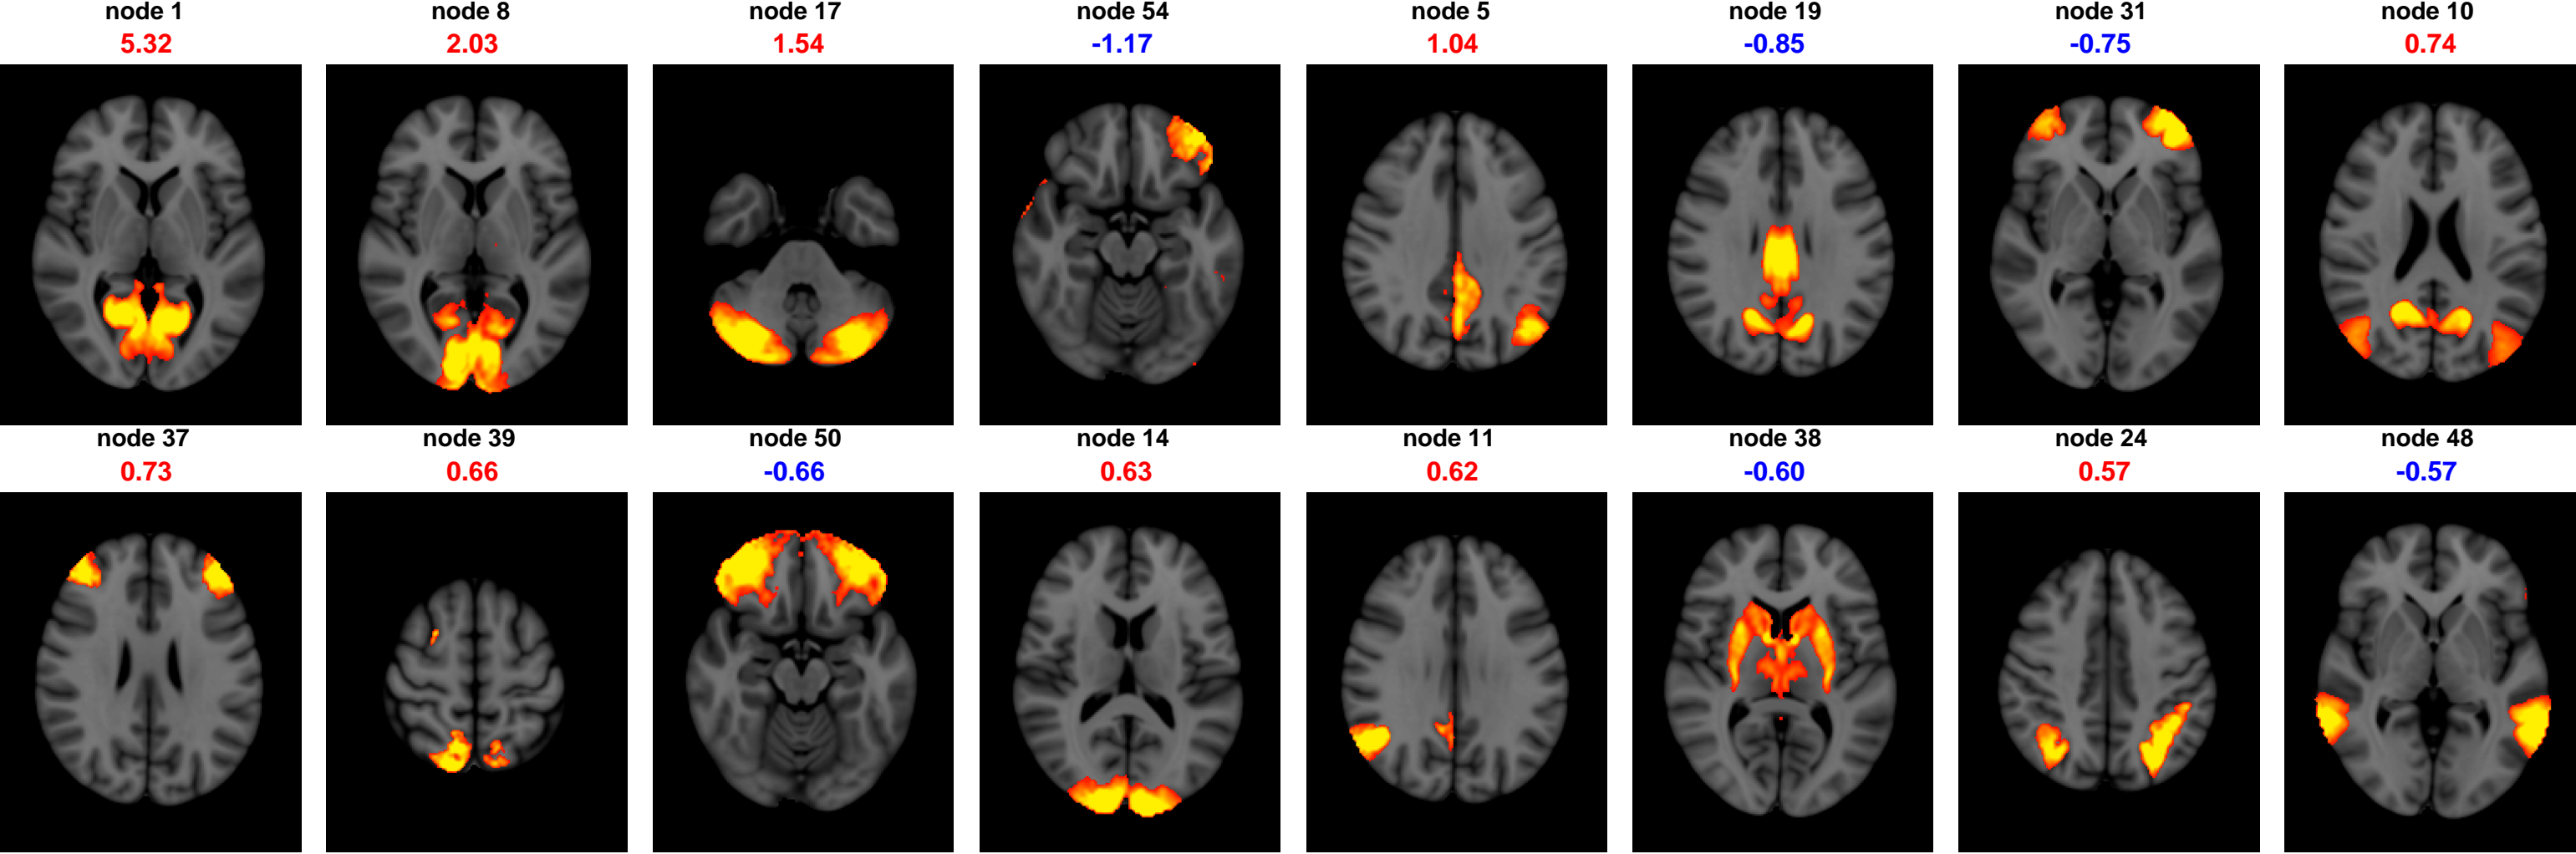 node 1 node 8 node 17 node 54 node 5 node 19 node 31 node 10
5.32 2.03 1.54 -1.17 1.04 -0.85 -0.75 0.74
node 37 node 39 node 50 node 14 node 11 node 38 node 24 node 48
0.73 0.66 -0.66 0.63 0.62 -0.60 0.57 -0.57